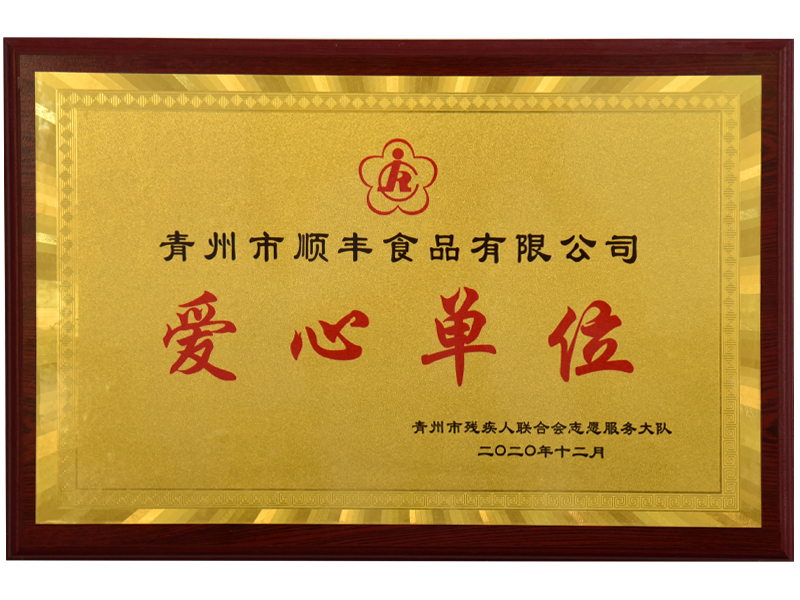 青州市顺丰食品有限公司
爱心单位
青州市残疾人联合会志愿服务大队
二〇二〇年十二月